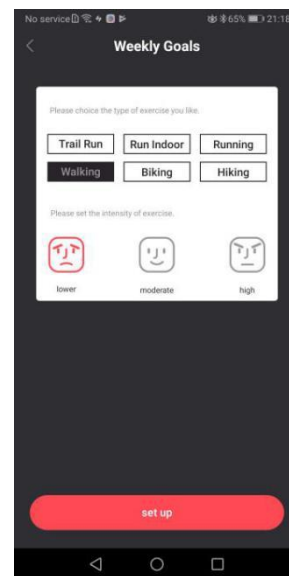 No service 65% 21:18
Weekly Goals
Please choice the type of exercise you like.
Trail Run Run Indoor Running
Walking Biking Hiking
Please set the intensity of exercise.
lower moderate high
set up